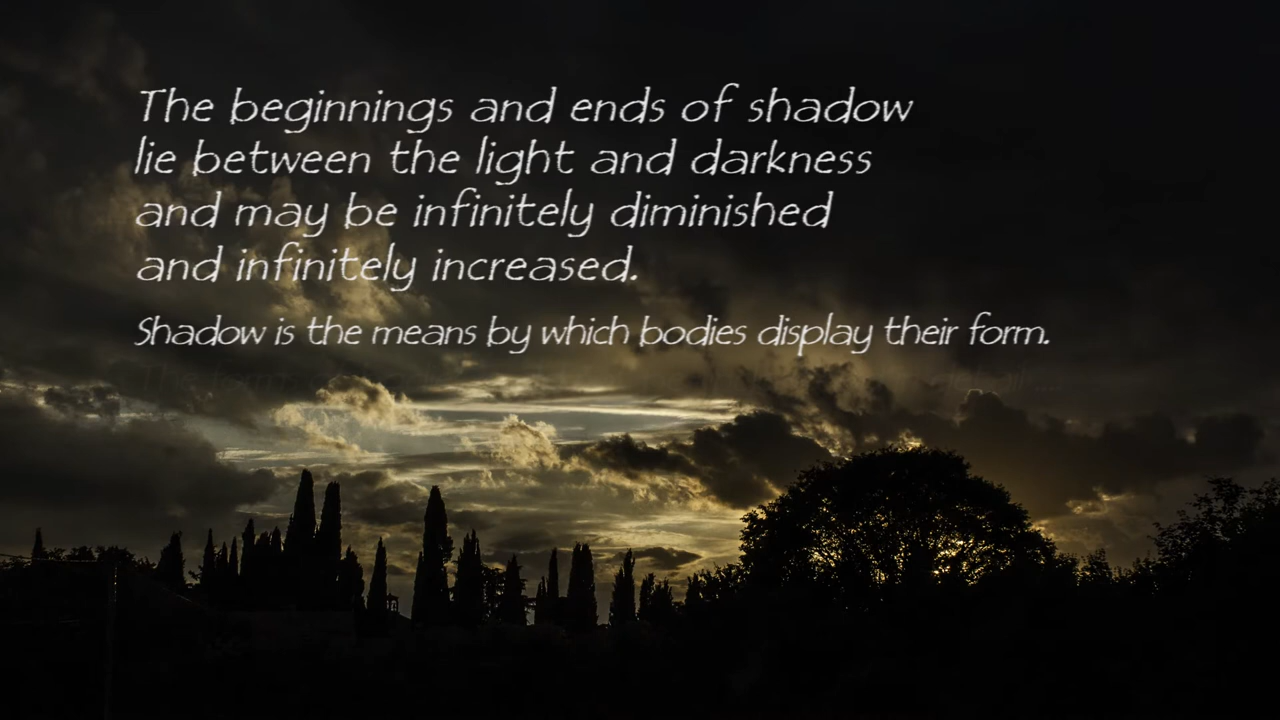 The beginnings and ends of shadow
lie between the light and darkness
and may be infinitely diminished
and infinitely increased.
Shadow is the means by which bodies display their form.